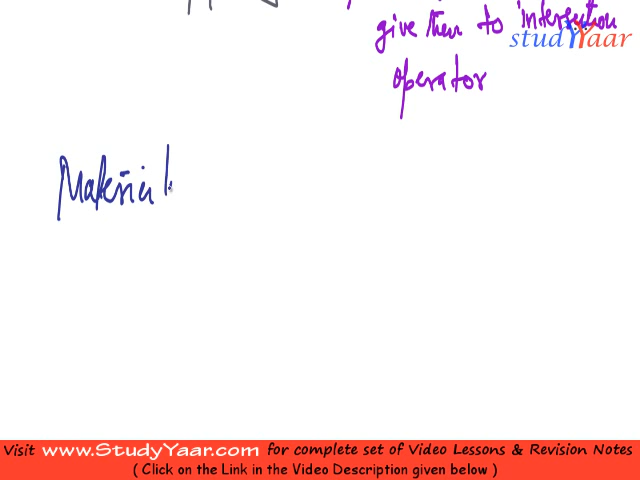 give them to intersection
studYYaar
operator
Material
Visit www.StudyYaar.com for complete set of Video Lessons & Revision Notes
( Click on the Link in the Video Description given below )